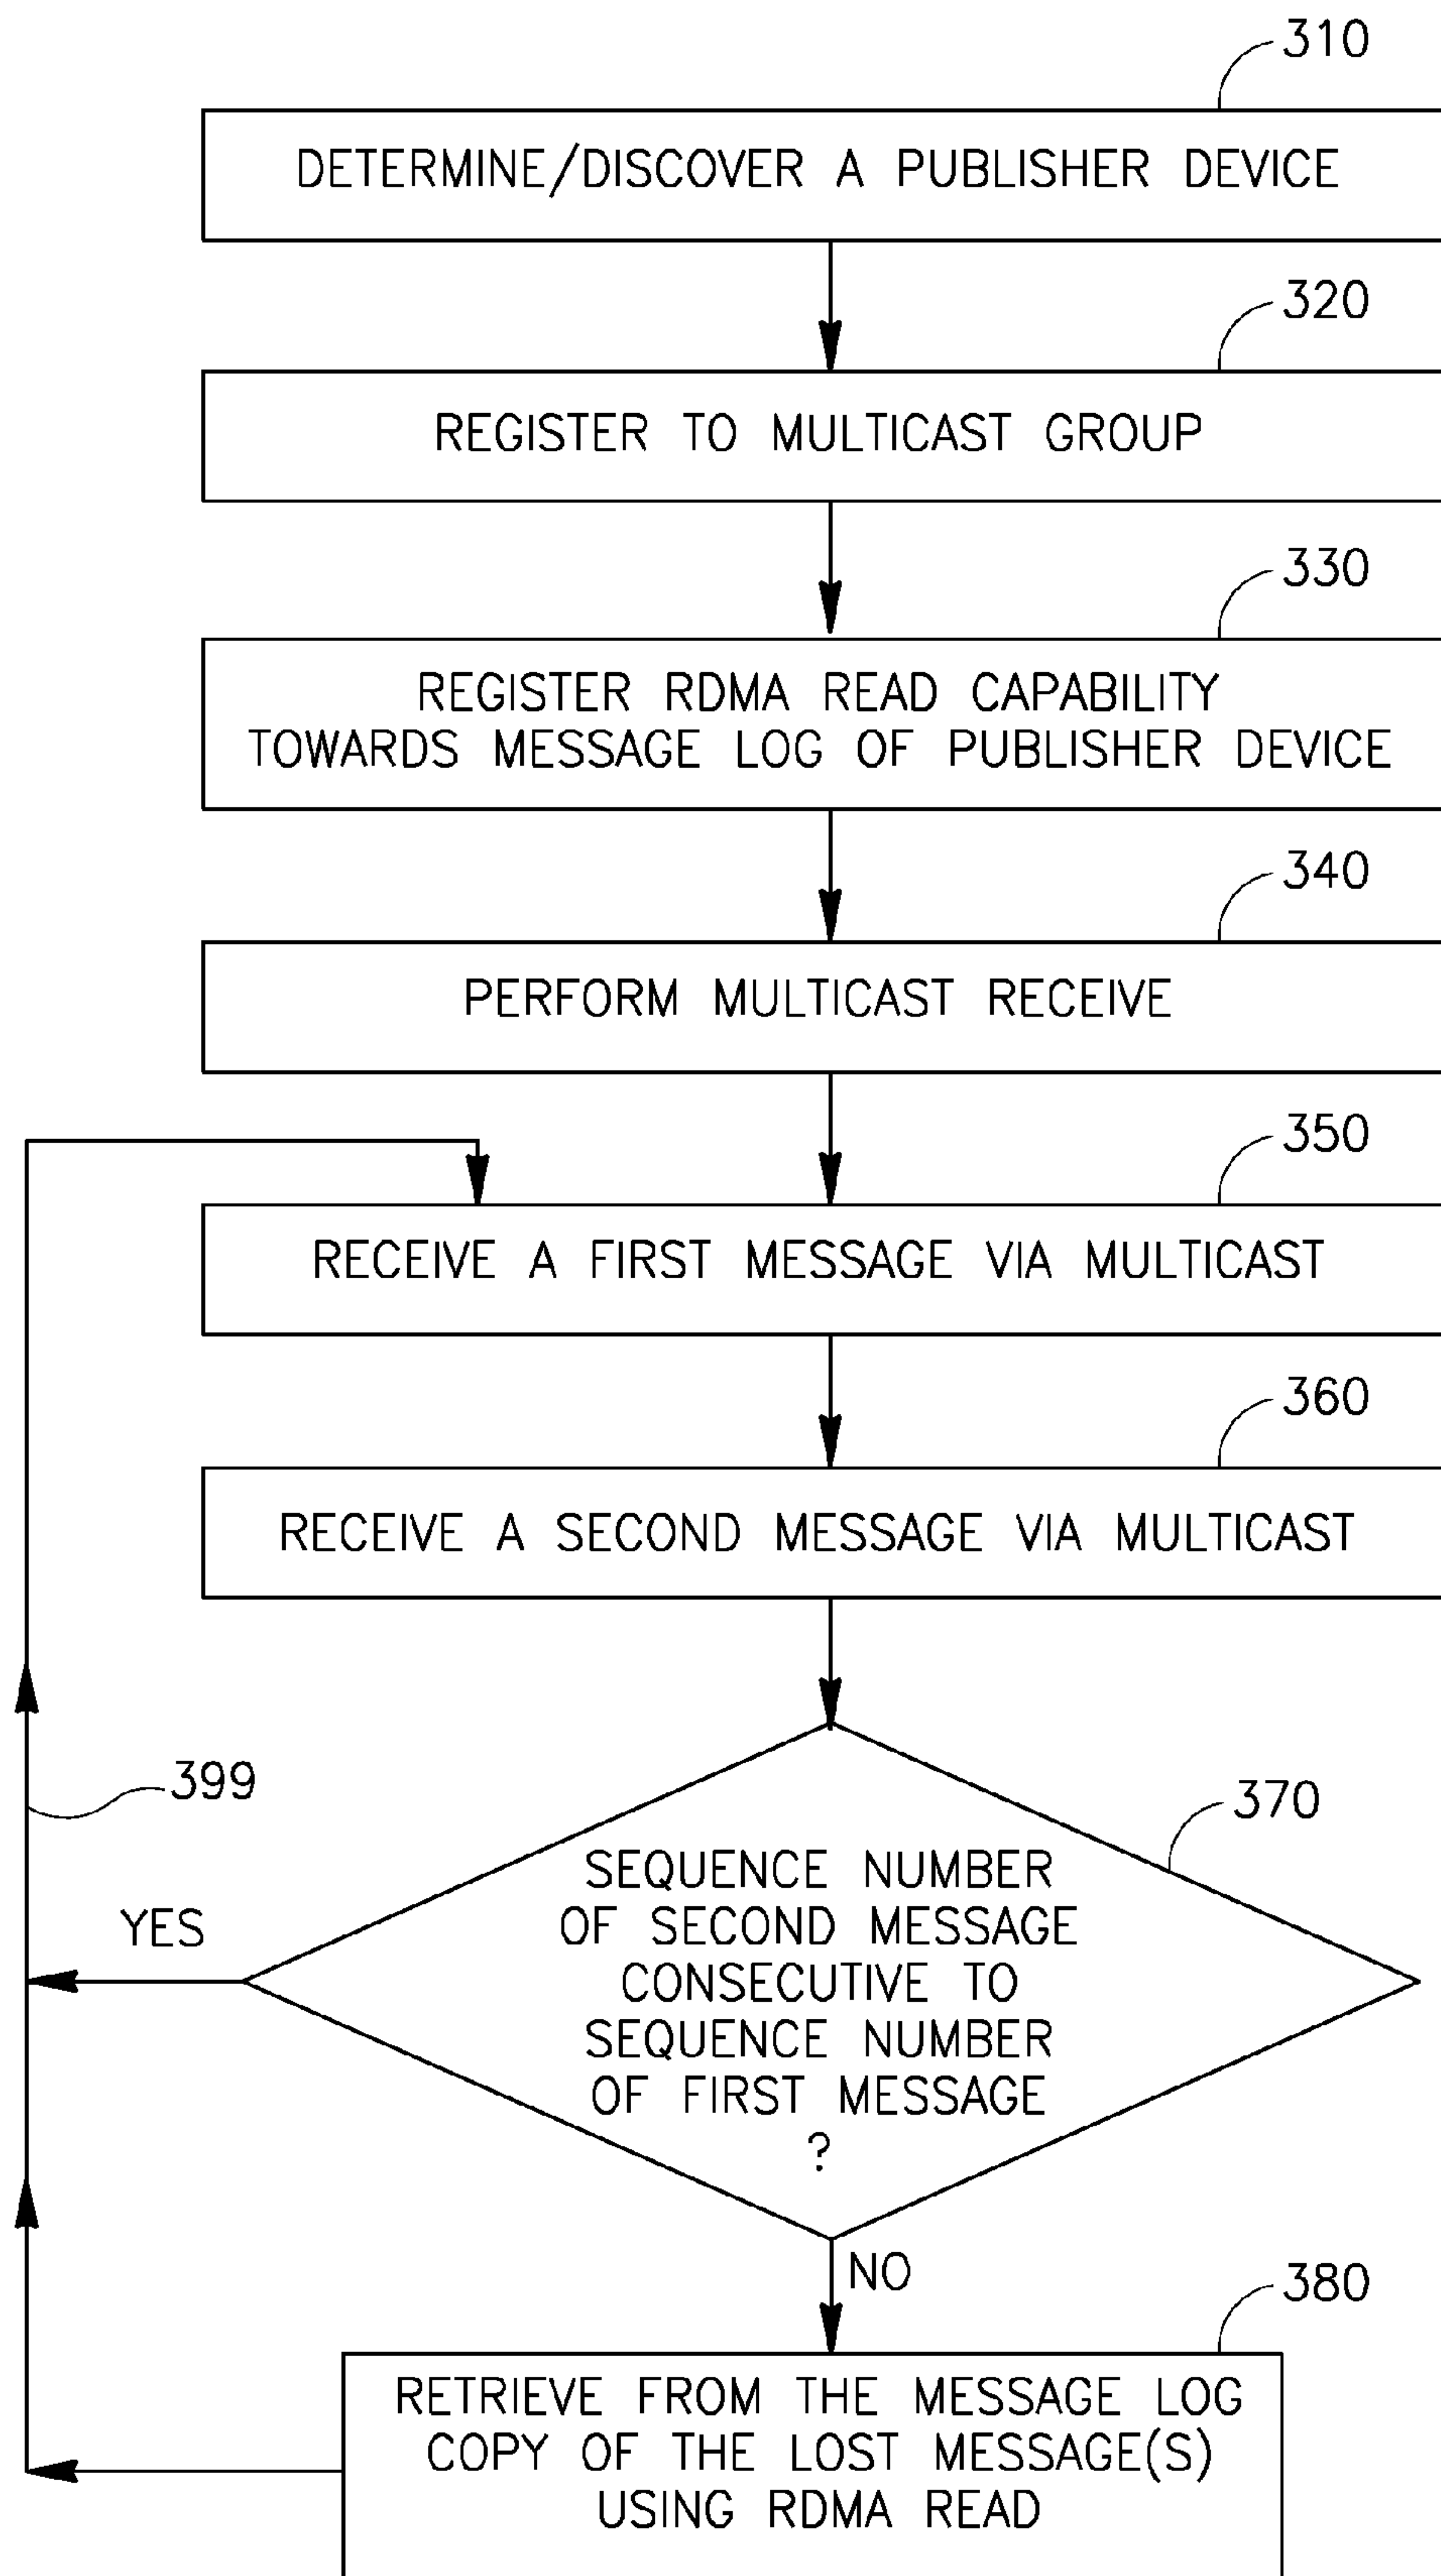 310
DETERMINE/DISCOVER A PUBLISHER DEVICE
320
REGISTER TO MULTICAST GROUP
330
REGISTER RDMA READ CAPABILITY
TOWARDS MESSAGE LOG OF PUBLISHER DEVICE
340
PERFORM MULTICAST RECEIVE
350
RECEIVE A FIRST MESSAGE VIA MULTICAST
360
RECEIVE A SECOND MESSAGE VIA MULTICAST
399
370
YES
SEQUENCE NUMBER
OF SECOND MESSAGE
CONSECUTIVE TO
SEQUENCE NUMBER
OF FIRST MESSAGE
?
NO
380
RETRIEVE FROM THE MESSAGE LOG
COPY OF THE LOST MESSAGE(S)
USING RDMA READ